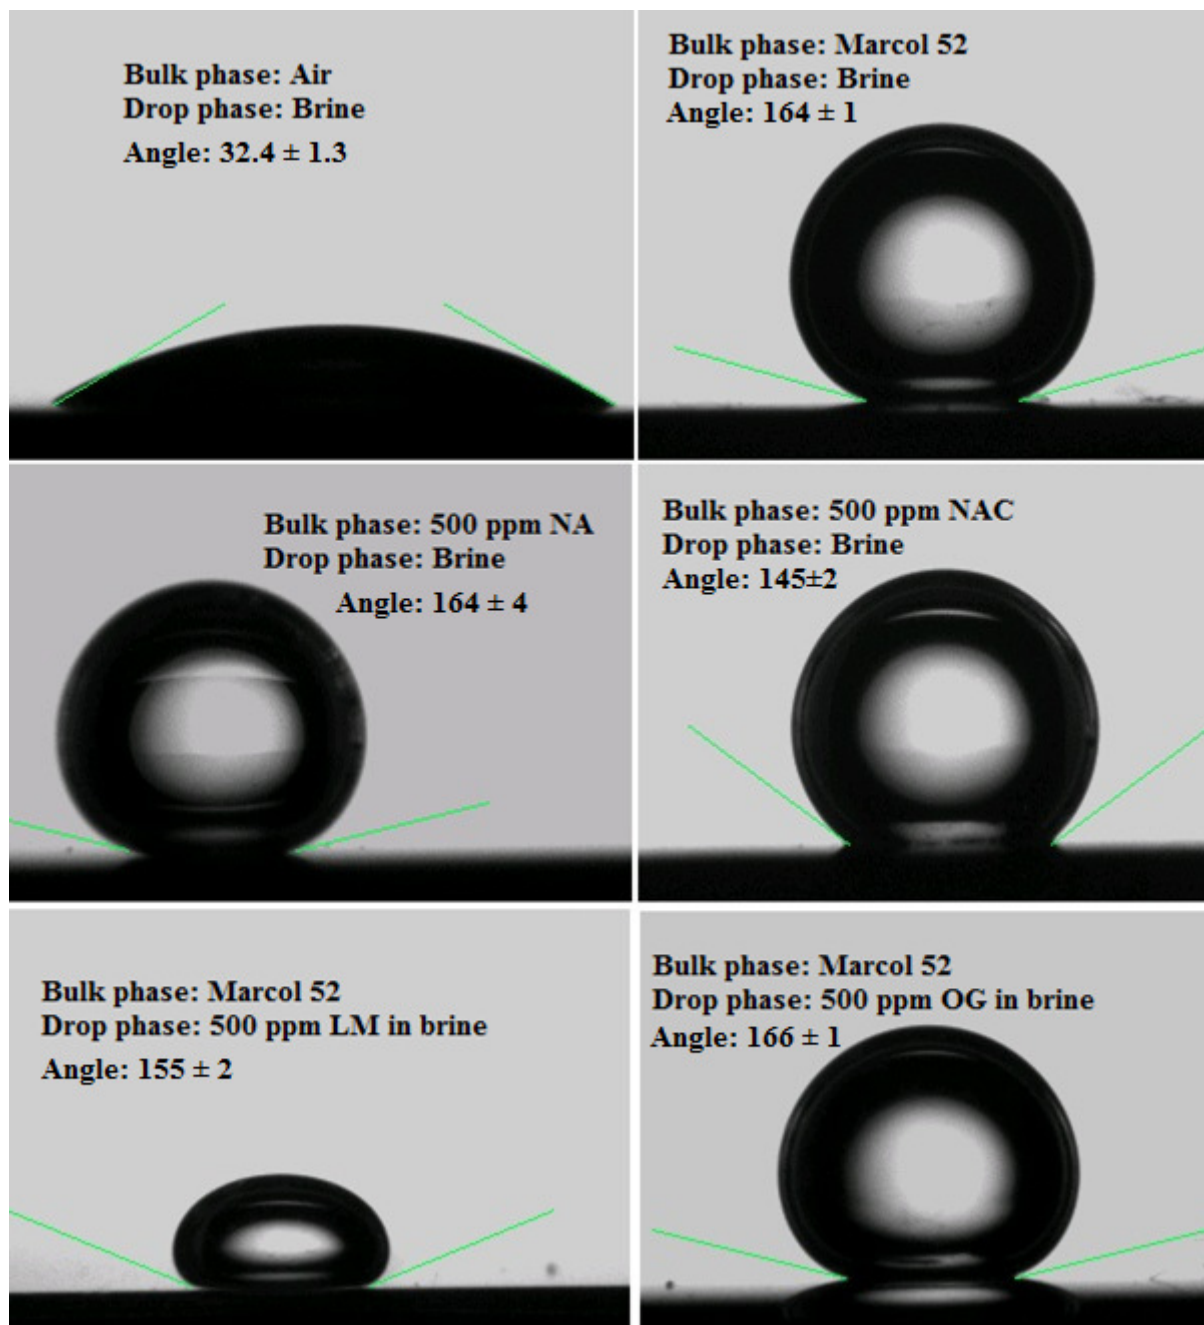 Bulk phase: Air
Drop phase: Brine
Angle: 32.4 ± 1.3
Bulk phase: Marcol 52
Drop phase: Brine
Angle: 164 ± 1
Bulk phase: 500 ppm NA
Drop phase: Brine
Angle: 164 ± 4
Bulk phase: 500 ppm NAC
Drop phase: Brine
Angle: 145±2
Bulk phase: Marcol 52
Drop phase: 500 ppm LM in brine
Angle: 155 ± 2
Bulk phase: Marcol 52
Drop phase: 500 ppm OG in brine
Angle: 166 ± 1